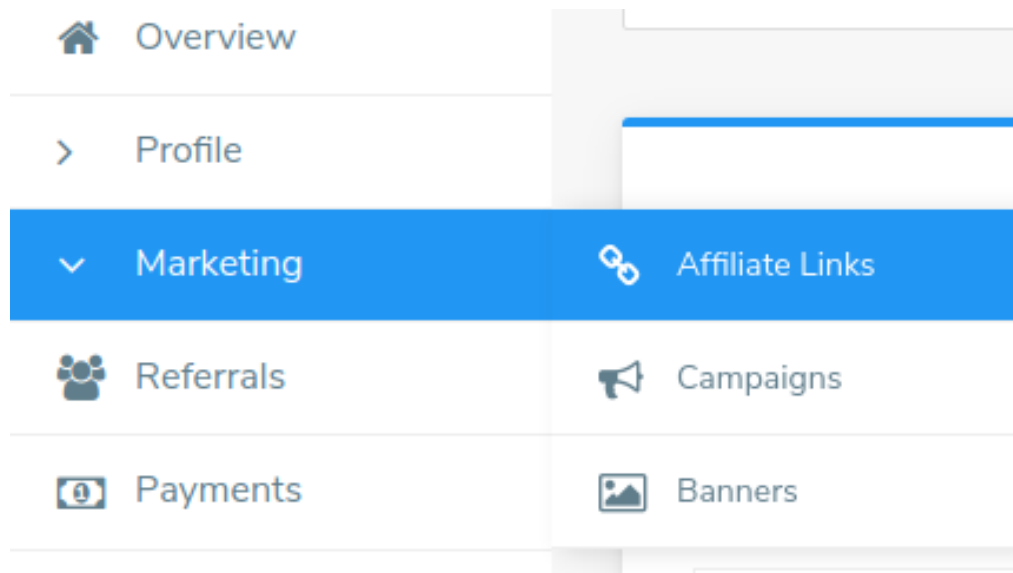 Overview
Profile
Marketing
Referrals
Payments
Affiliate Links
Campaigns
Banners